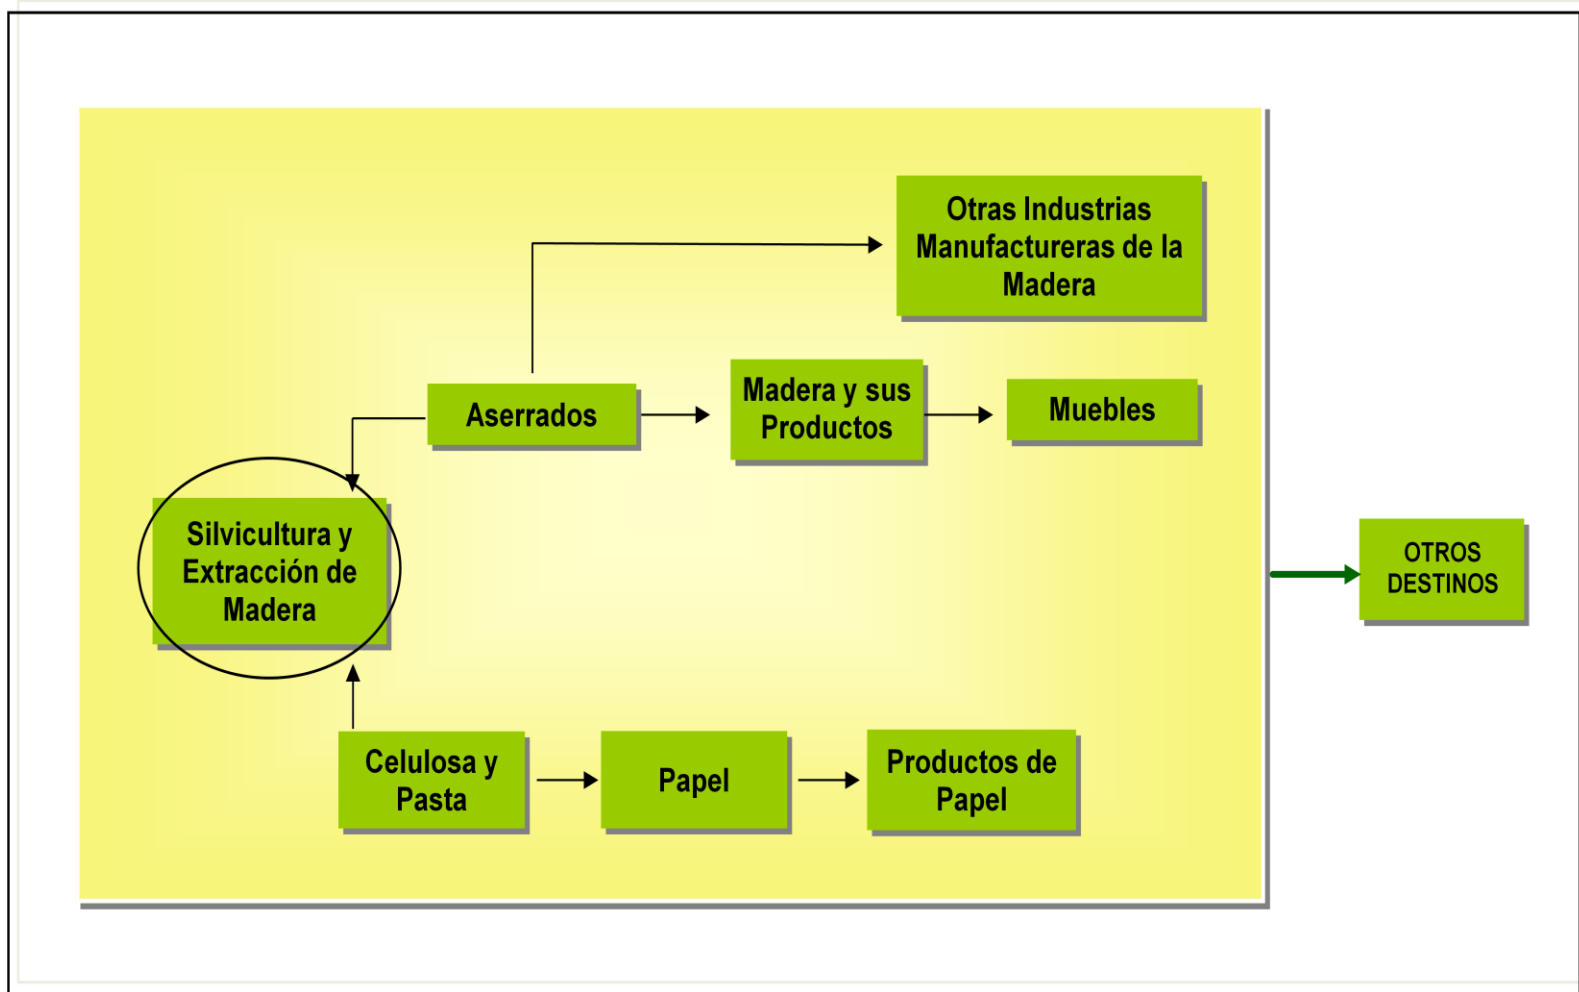 Otras Industrias
Manufactureras de la
Madera
Aserrados
Madera y sus
Productos
Muebles
Silvicultura y
Extracción de
Madera
OTROS
DESTINOS
Celulosa y
Pasta
Papel
Productos de
Papel